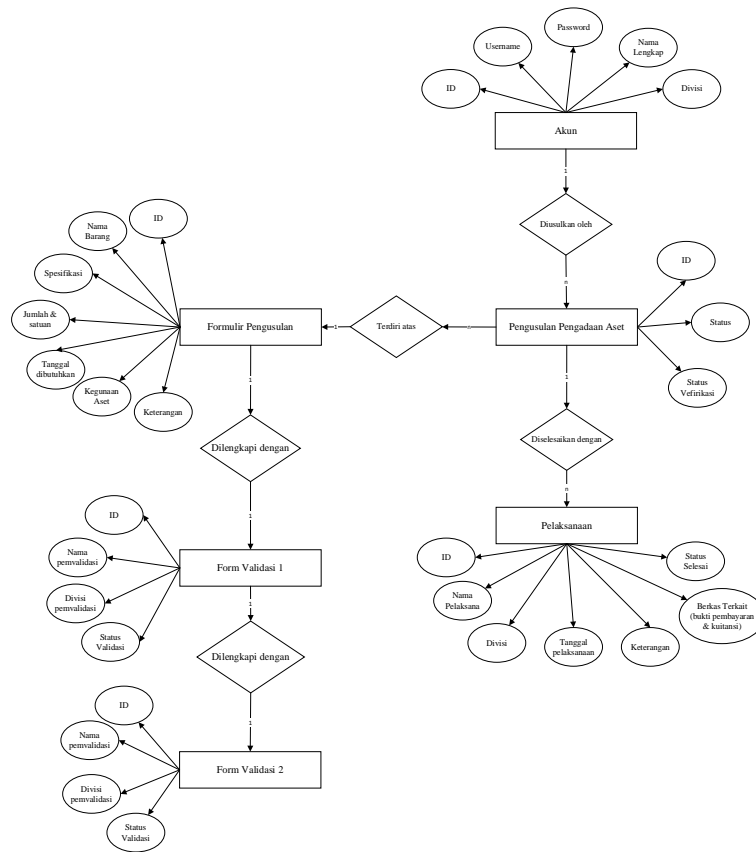 Password
Username
Nama
Lengkap
ID
Divisi
Akun
1
Diusulkan oleh
n
ID
Nama
Barang
Spesifikasi
Jumlah &
satuan
Tanggal
dibutuhkan
Kegunaan
Aset
Keterangan
Formulir Pengusulan
1
Terdiri atas
n
Pengusulan Pengadaan Aset
ID
Status
Status
Vefirikasi
1
Dilengkapi dengan
1
1
Diselesaikan dengan
n
ID
Nama
pemvalidasi
Divisi
pemvalidasi
Status
Validasi
Form Validasi 1
1
Dilengkapi dengan
1
Pelaksanaan
ID
Nama
Pelaksana
Divisi
Tanggal
pelaksanaan
Keterangan
Berkas Terkait
(bukti pembayaran
& kuitansi)
Status
Selesai
ID
Nama
pemvalidasi
Divisi
pemvalidasi
Status
Validasi
Form Validasi 2